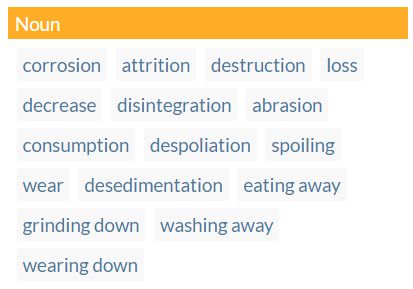 Noun
corrosion attrition destruction loss
decrease disintegration abrasion
consumption despoliation spoiling
wear desedimentation eating away
grinding down washing away
wearing down